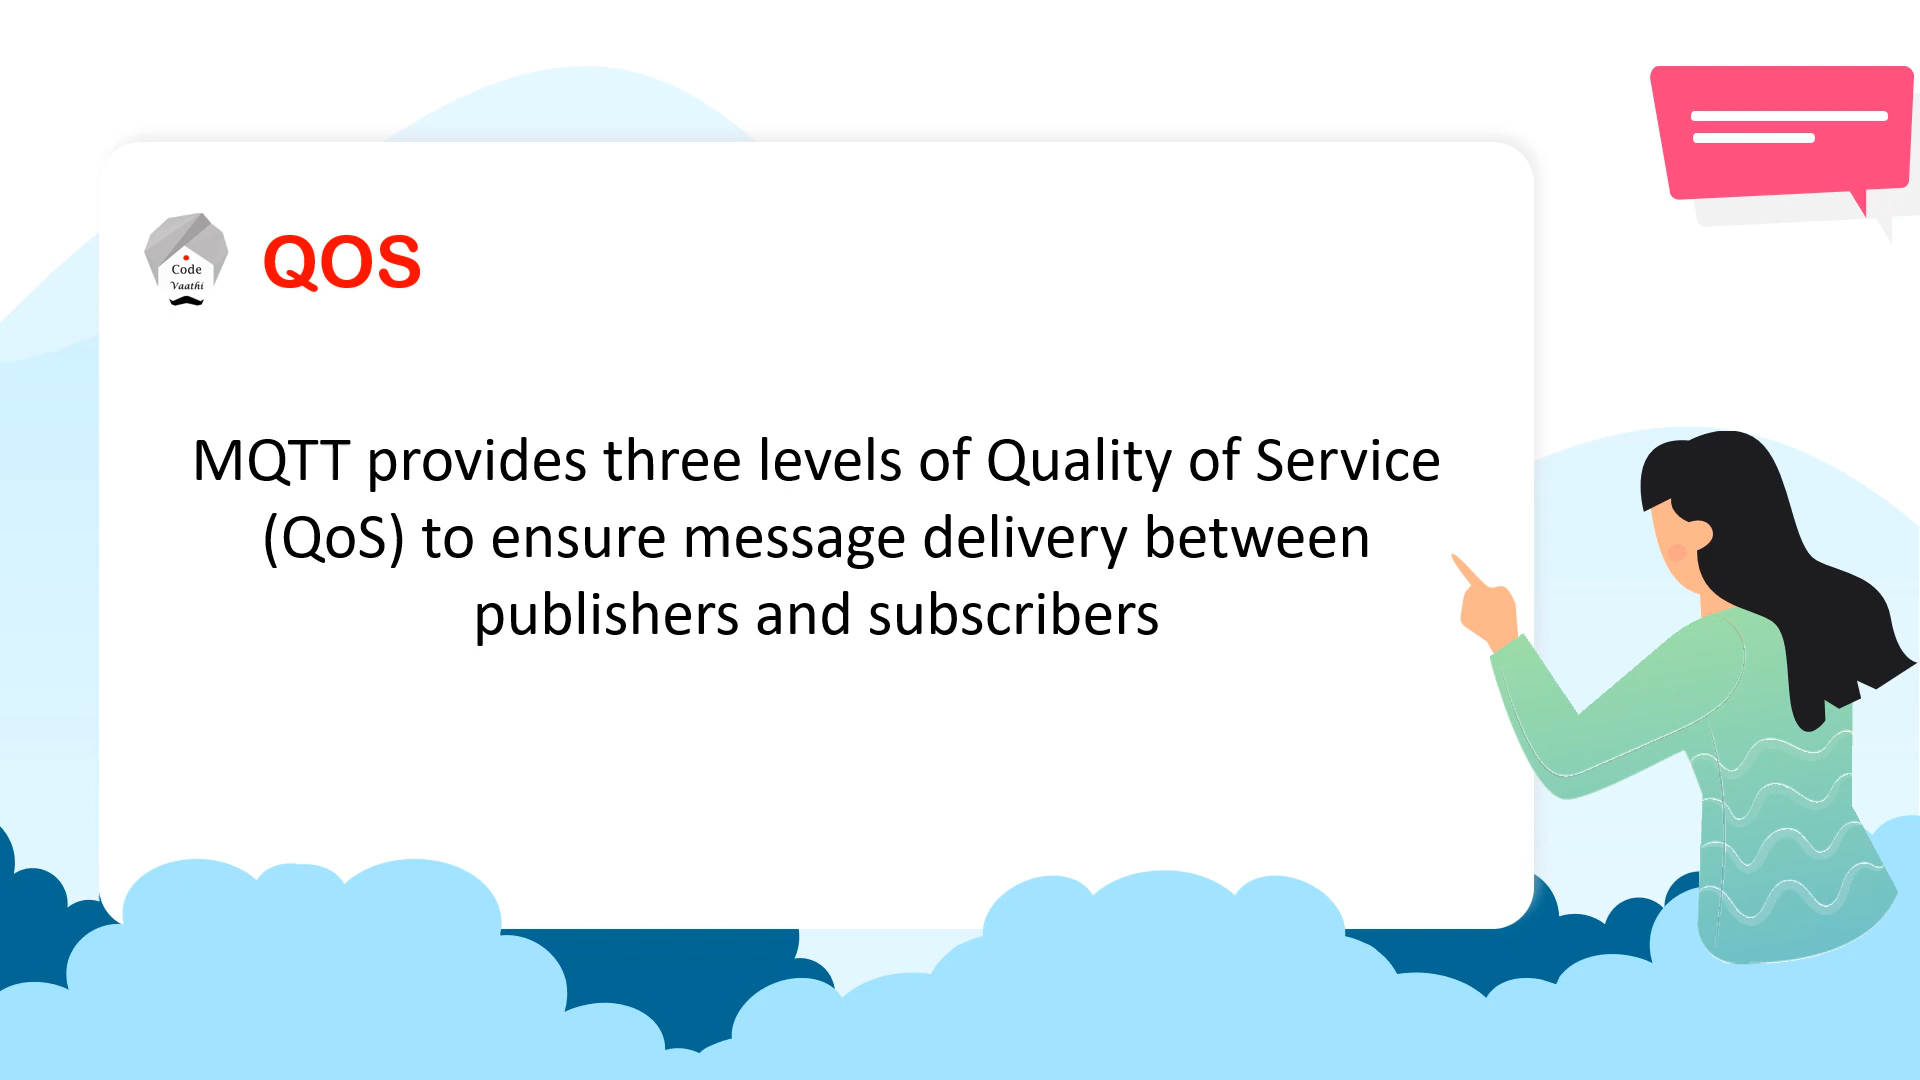 Code
Vaathi
QOS
MQTT provides three levels of Quality of Service
(QoS) to ensure message delivery between
publishers and subscribers